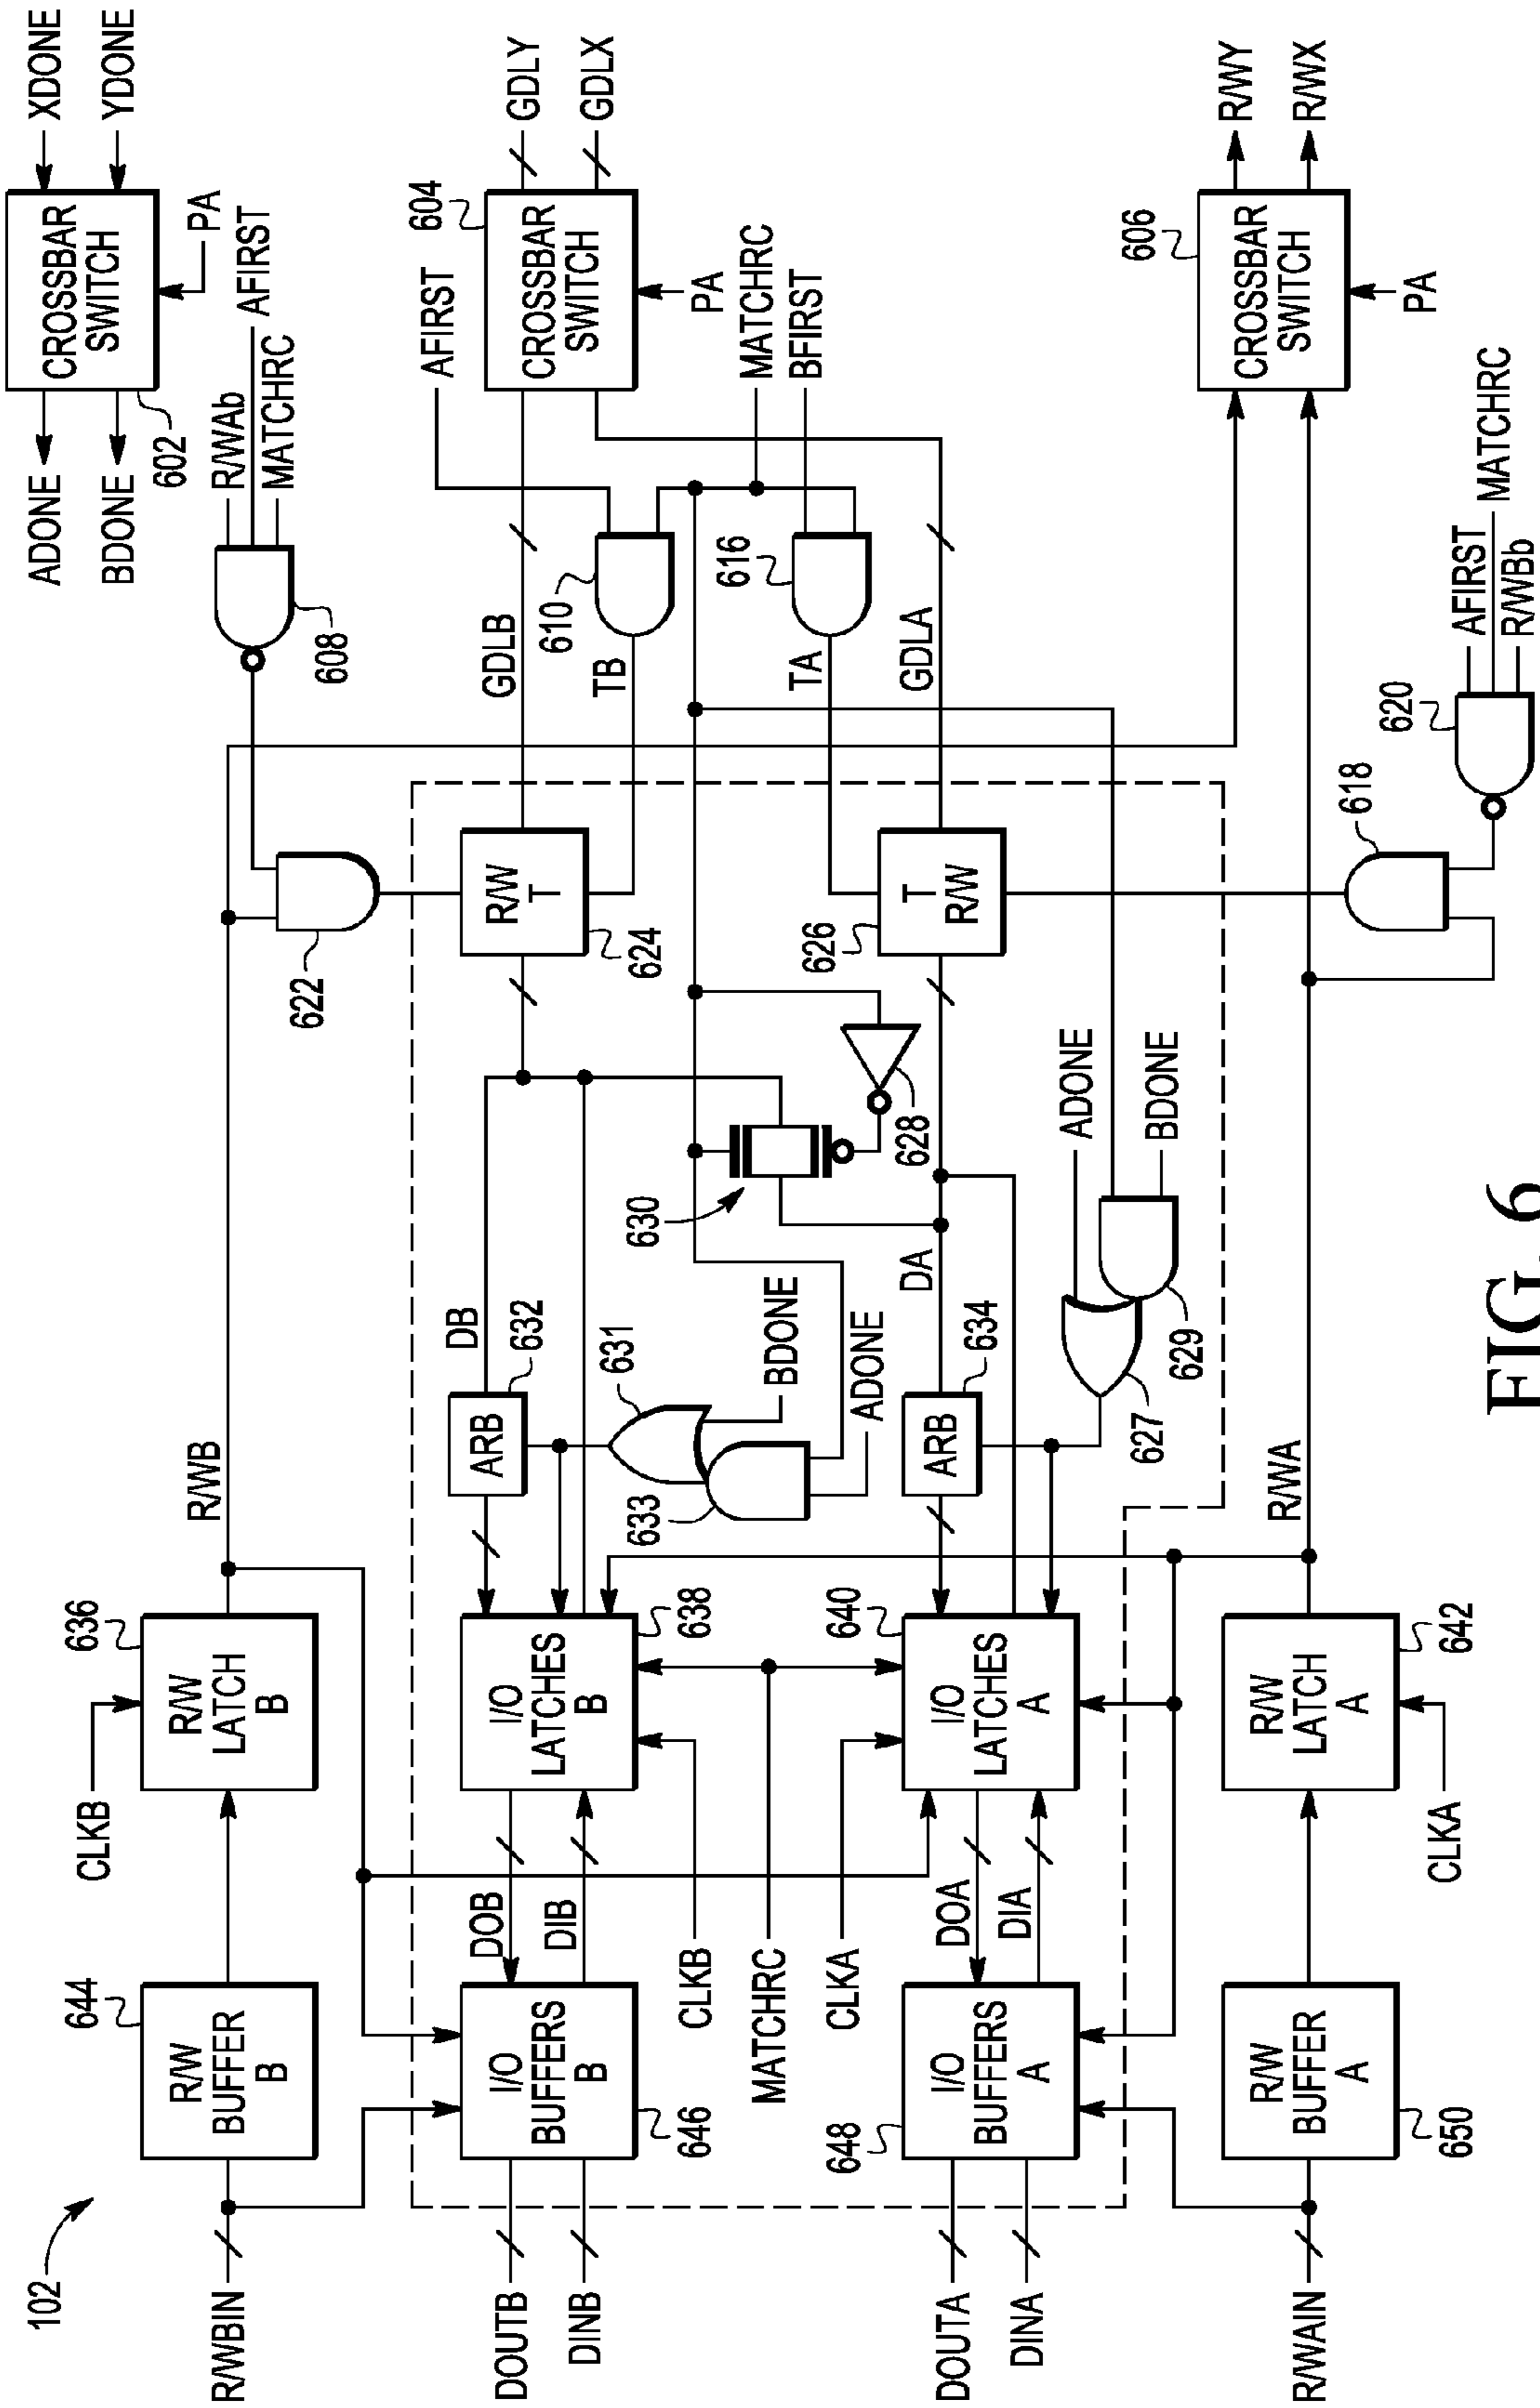 102
R/WBIN
644
R/W
BUFFER
B
CLKB
636
R/W
LATCH
B
R/WB
622
608
R/WAb
AFIRST
MATCHRC
602
ADONE
BDONE
CROSSBAR
SWITCH
XDONE
YDONE
PA
DOUTB
DINB
I/O
BUFFERS
B
646
DOB
DIB
I/O
LATCHES
B
638
DB
ARB
632
631
633
BDONE
ADONE
R/W
T
624
GDLB
TB
610
AFIRST
604
CROSSBAR
SWITCH
GDLY
GDLX
PA
MATCHRC
BFIRST
616
TA
GDLA
CLKB
MATCHRC
CLKA
630
628
626
T
R/W
DOUTA
DINA
648
I/O
BUFFERS
A
DOA
DIA
640
I/O
LATCHES
A
ARB
634
DA
627
629
ADONE
BDONE
606
CROSSBAR
SWITCH
R/WY
R/WX
PA
R/WAIN
R/W
BUFFER
A
650
R/W
LATCH
A
642
CLKA
R/WA
618
620
AFIRST
MATCHRC
R/WBb
FIG. 6